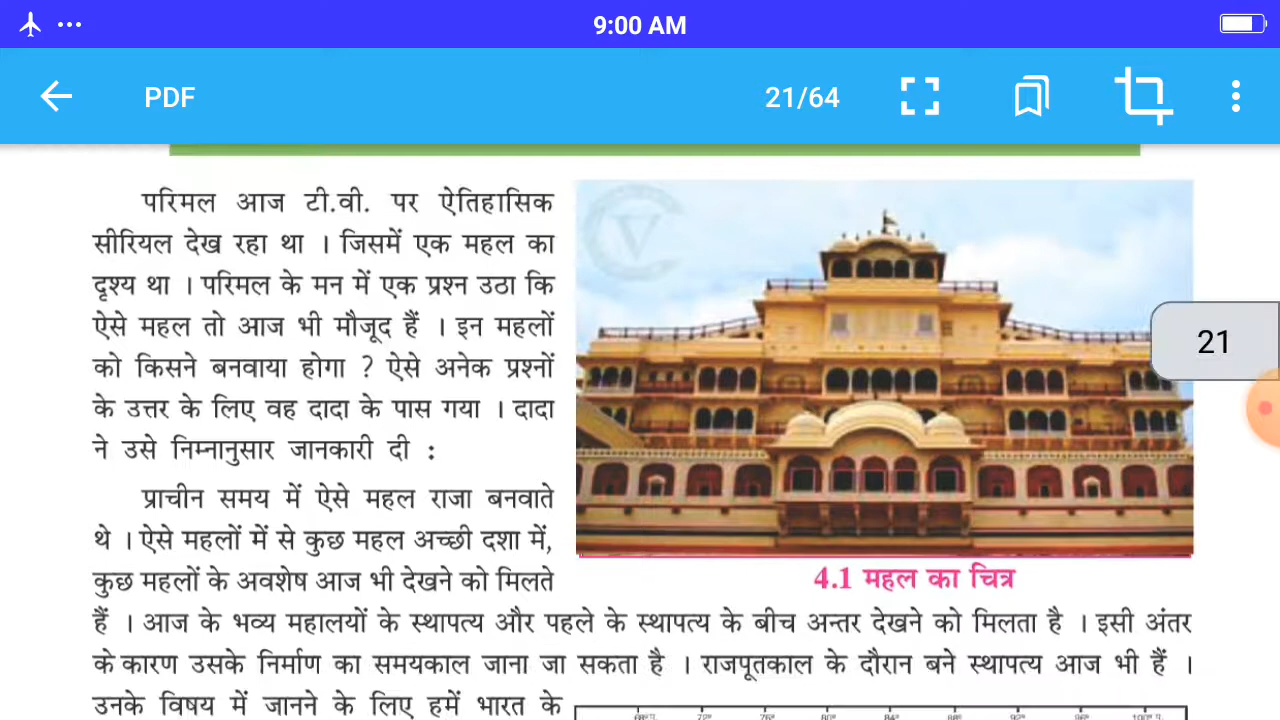 9:00 AM
PDF
21/64
परिमल आज टी.वी. पर ऐतिहासिक
सीरियल देख रहा था । जिसमें एक महल का
दृश्य था । परिमल के मन में एक प्रश्न उठा कि
ऐसे महल तो आज भी मौजूद हैं । इन महलों
को किसने बनवाया होगा ? ऐसे अनेक प्रश्नों
के उत्तर के लिए वह दादा के पास गया । दादा
ने उसे निम्नानुसार जानकारी दी :
21
प्राचीन समय में ऐसे महल राजा बनवाते
थे । ऐसे महलों में से कुछ महल अच्छी दशा में,
कुछ महलों के अवशेष आज भी देखने को मिलते
4.1 महल का चित्र
हैं । आज के भव्य महालयों के स्थापत्य और पहले के स्थापत्य के बीच अन्तर देखने को मिलता है । इसी अंतर
के कारण उसके निर्माण का समयकाल जाना जा सकता है । राजपूतकाल के दौरान बने स्थापत्य आज भी हैं ।
उनके विषय में जानने के लिए हमें भारत के